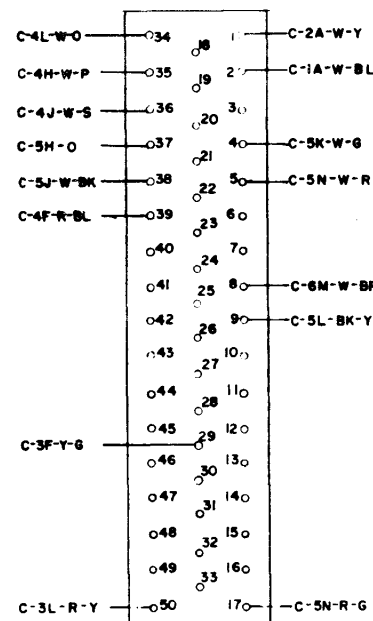 C-4L-W-O 34 18 1 C-2A-W-Y
C-4H-W-P 35 19 2 C-1A-W-BL
C-4J-W-S 36 20 3
C-5H-O 37 21 4 C-5K-W-G
C-5J-W-BK 38 22 5 C-5N-W-R
C-4F-R-BL 39 23 6
40 24 7
41 25 8 C-6M-W-BR
42 26 9 C-5L-BK-Y
43 27 10
44 28 11
45 29 12
C-3F-Y-G
46 30 13
47 31 14
48 32 15
49 33 16
C-3L-R-Y 50 17 C-5N-R-G